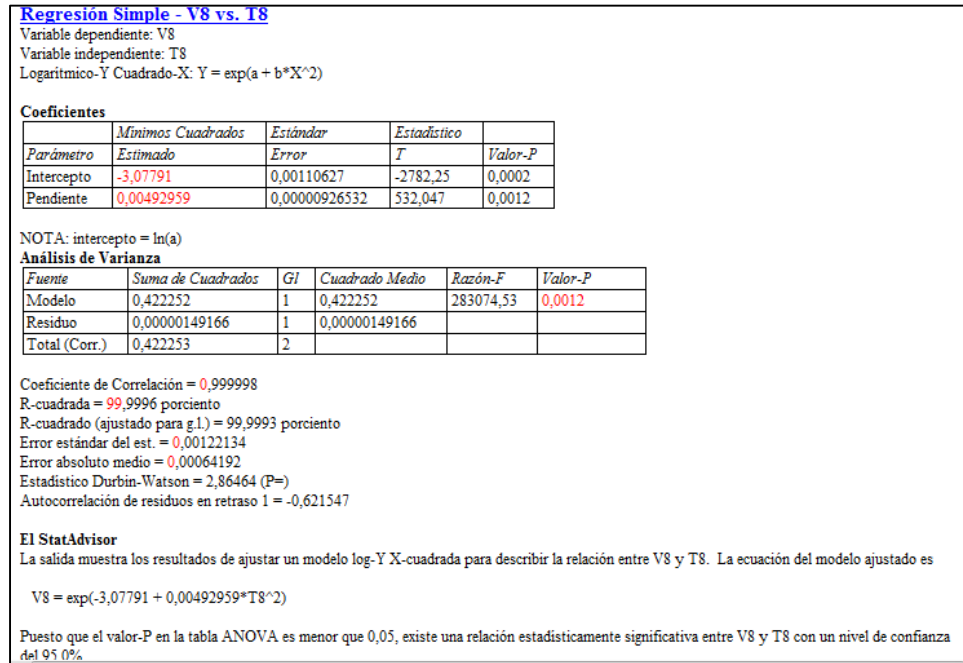 Regresión Simple - V8 vs. T8
Variable dependiente: V8
Variable independiente: T8
Logarítmico-Y Cuadrado-X: Y = exp(a + b*X^2)
Coeficientes
Mínimos Cuadrados Estándar Estadístico
Parámetro Estimado Error T Valor-P
Intercepto -3,07791 0,00110627 -2782,25 0,0002
Pendiente 0,00492959 0,00000926532 532,047 0,0012
NOTA: intercepto = ln(a)
Análisis de Varianza
Fuente Suma de Cuadrados Gl Cuadrado Medio Razón-F Valor-P
Modelo 0,422252 1 0,422252 283074,53 0,0012
Residuo 0,00000149166 1 0,00000149166
Total (Corr.) 0,422253 2
Coeficiente de Correlación = 0,999998
R-cuadrada = 99,9996 porciento
R-cuadrado (ajustado para g.l.) = 99,9993 porciento
Error estándar del est. = 0,00122134
Error absoluto medio = 0,00064192
Estadístico Durbin-Watson = 2,86464 (P=)
Autocorrelación de residuos en retraso 1 = -0,621547
El StatAdvisor
La salida muestra los resultados de ajustar un modelo log-Y X-cuadrada para describir la relación entre V8 y T8. La ecuación del modelo ajustado es
V8 = exp(-3,07791 + 0,00492959*T8^2)
Puesto que el valor-P en la tabla ANOVA es menor que 0,05, existe una relación estadísticamente significativa entre V8 y T8 con un nivel de confianza
del 95,0%